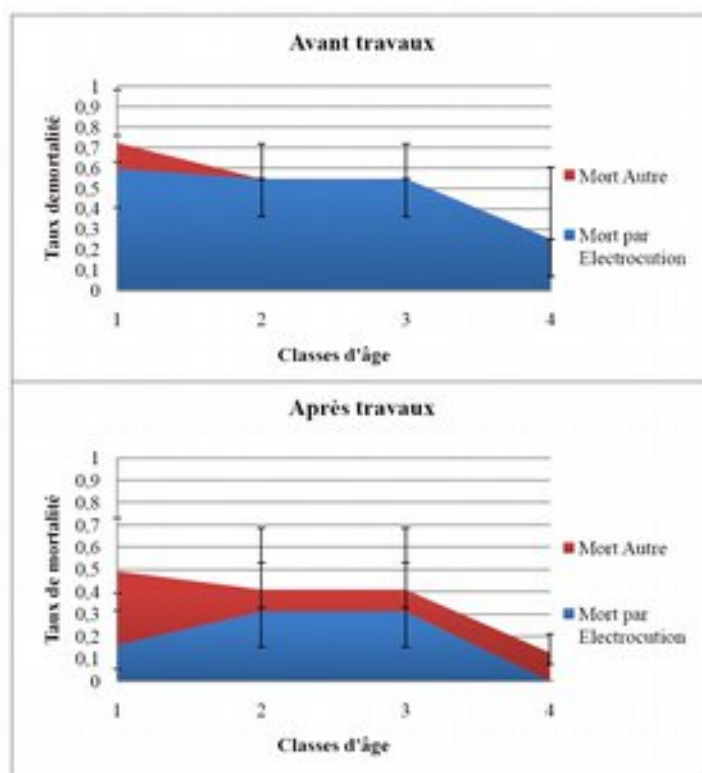 Avant travaux
Taux demortalité
1
0,9
0,8
0,7
0,6
0,5
0,4
0,3
0,2
0,1
0
1 2 3 4
Classes d'âge
Mort Autre
Mort par
Electrocution
Après travaux
Taux de mortalité
1
0,9
0,8
0,7
0,6
0,5
0,4
0,3
0,2
0,1
0
1 2 3 4
Classes d'âge
Mort Autre
Mort par
Electrocution